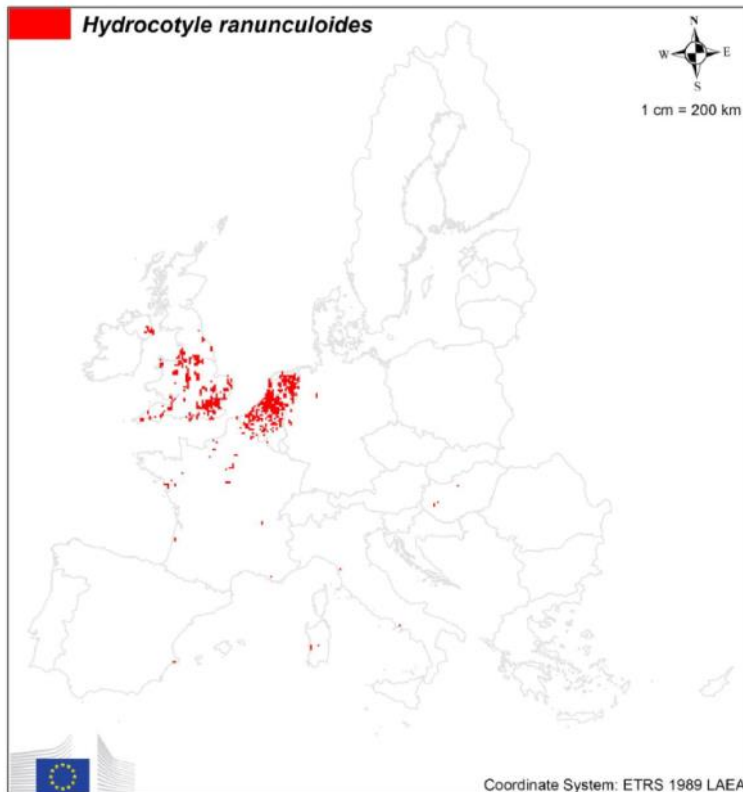 Hydrocotyle ranunculoides
N
W E
S
1 cm = 200 km
Coordinate System: ETRS 1989 LAEA